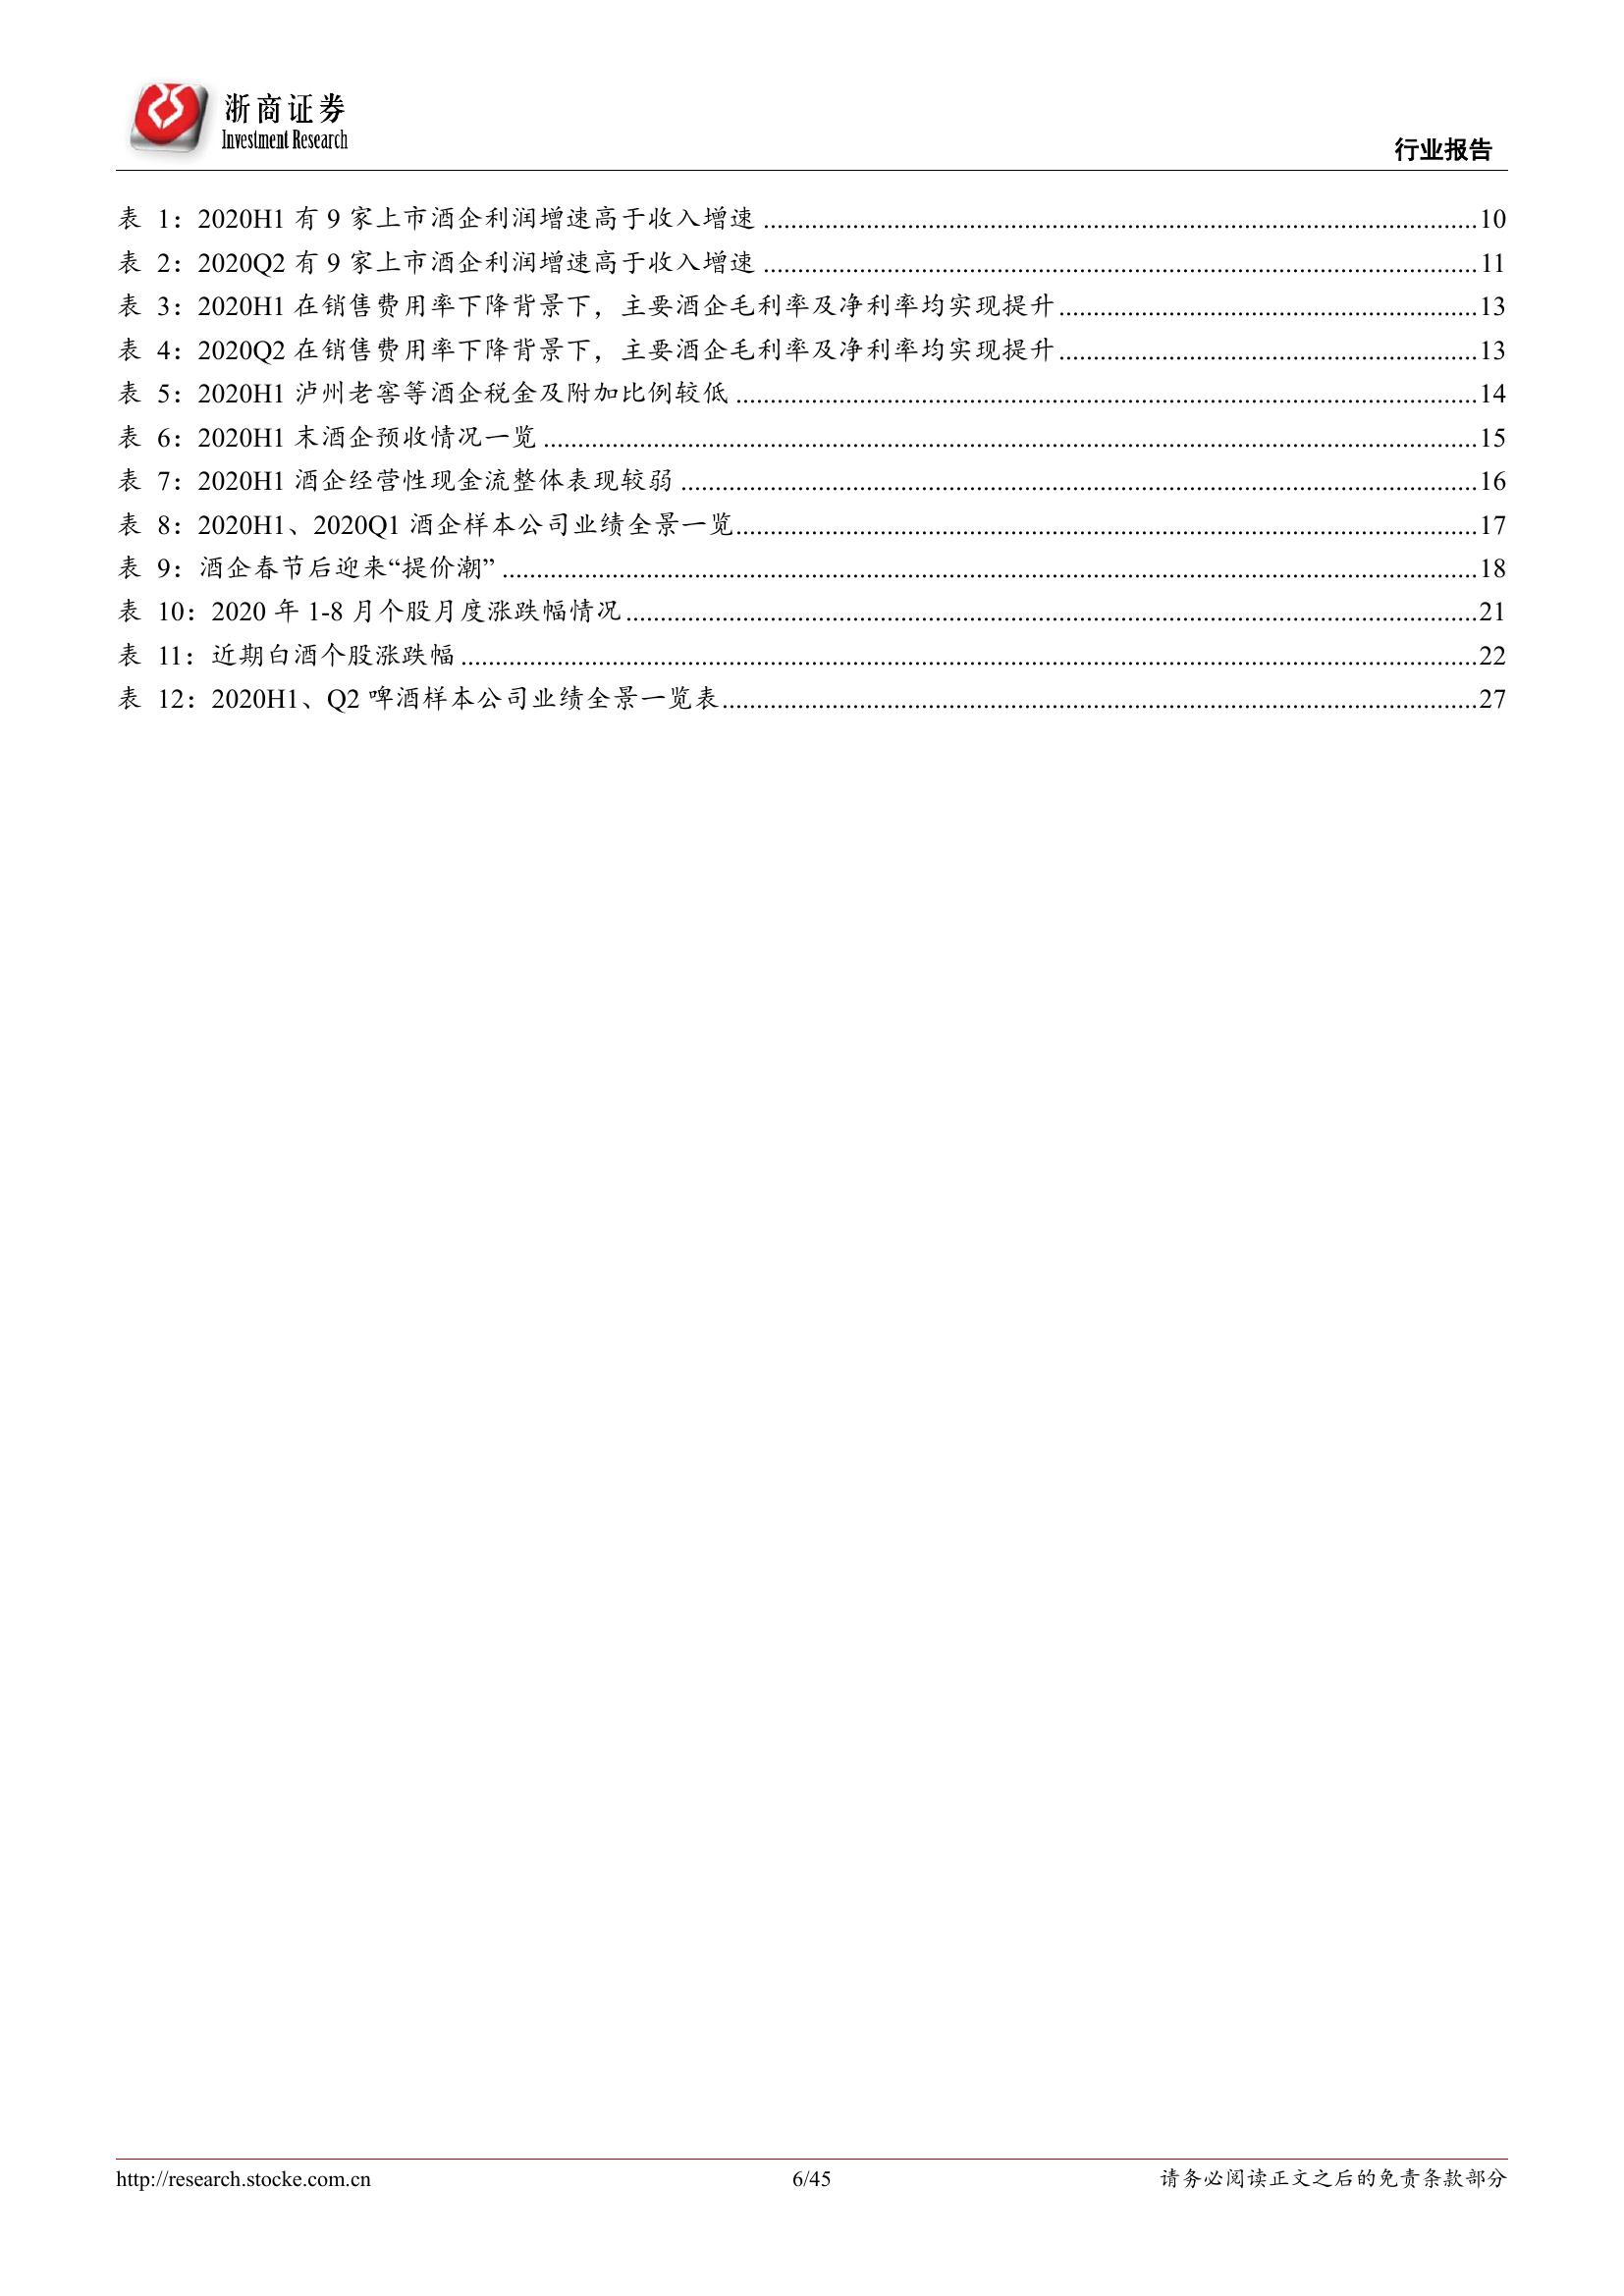 浙商证券
Investment Research
行业报告
表 1：2020H1 有 9 家上市酒企利润增速高于收入增速 ........................................ 10
表 2：2020Q2 有 9 家上市酒企利润增速高于收入增速 ........................................ 11
表 3：2020H1 在销售费用率下降背景下，主要酒企毛利率及净利率均实现提升 ........................................ 13
表 4：2020Q2 在销售费用率下降背景下，主要酒企毛利率及净利率均实现提升 ........................................ 13
表 5：2020H1 泸州老窖等酒企税金及附加比例较低 ........................................ 14
表 6：2020H1 末酒企预收情况一览 ........................................ 15
表 7：2020H1 酒企经营性现金流整体表现较弱 ........................................ 16
表 8：2020H1、2020Q1 酒企样本公司业绩全景一览 ........................................ 17
表 9：酒企春节后迎来“提价潮” ........................................ 18
表 10：2020 年 1-8 月个股月度涨跌幅情况 ........................................ 21
表 11：近期白酒个股涨跌幅 ........................................ 22
表 12：2020H1、Q2 啤酒样本公司业绩全景一览表 ........................................ 27
http://research.stocke.com.cn
6/45
请务必阅读正文之后的免责条款部分